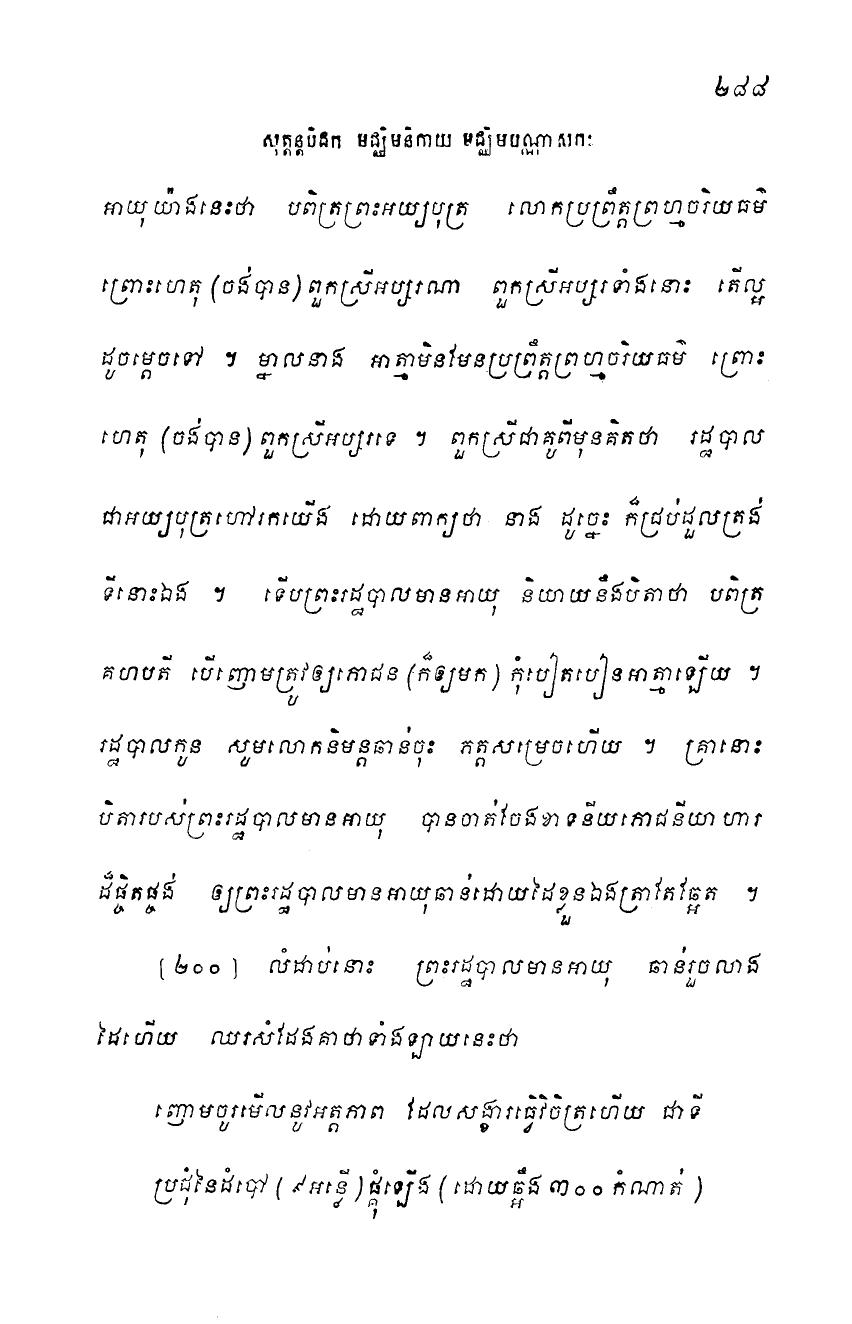 ២៨៨
សុត្តន្តបិដក មជ្ឈិមនិកាយ មជ្ឈិមបណ្ណាសកៈ
អាយុយ៉ាងនេះថា បពិត្រព្រះអយ្យបុត្រ លោកប្រព្រឹត្តព្រហ្មចរិយធម៌
ព្រោះហេតុ (ចង់បាន) ពួកស្រីអប្សរណា ពួកស្រីអប្សរទាំងនោះ តើល្អ
ដូចម្តេចទៅ ។ ម្នាលនាង អាត្មាមិនមែនប្រព្រឹត្តព្រហ្មចរិយធម៌ ព្រោះ
ហេតុ (ចង់បាន) ពួកស្រីអប្សរទេ ។ ពួកស្រីជាគូពីមុនគិតថា រដ្ឋបាល
ជាអយ្យបុត្រហៅរកយើង ដោយពាក្យថា នាង ដូច្នេះ ក៏ជ្រប់ដួលត្រង់
ទីនោះឯង ។ ទើបព្រះរដ្ឋបាលមានអាយុ និយាយនឹងបិតាថា បពិត្រ
គហបតី បើញោមត្រូវឲ្យភោជន (ក៏ឲ្យមក) កុំបៀតបៀនអាត្មាឡើយ ។
រដ្ឋបាលកូន សូមលោកនិមន្តឆាន់ចុះ ភត្តសម្រេចហើយ ។ គ្រានោះ
បិតារបស់ព្រះរដ្ឋបាលមានអាយុ បានចាត់ចែងខាទនីយភោជនីយាហារ
ដ៏ផ្ចិតផ្ចង់ ឲ្យព្រះរដ្ឋបាលមានអាយុឆាន់ដោយដៃខ្លួនឯងត្រាតែឆ្អែត ។
[២០០] លំដាប់នោះ ព្រះរដ្ឋបាលមានអាយុ ឆាន់រួចលាង
ដៃហើយ ឈរសំដែងគាថាទាំងឡាយនេះថា
ញោមចូរមើលនូវអត្តភាព ដែលសង្ខារធ្វើវិចិត្រហើយ ជាទី
ប្រជុំនៃដំបៅ (៩អន្លើ) ផ្គុំឡើង (ដោយឆ្អឹង ៣០០ កំណាត់)